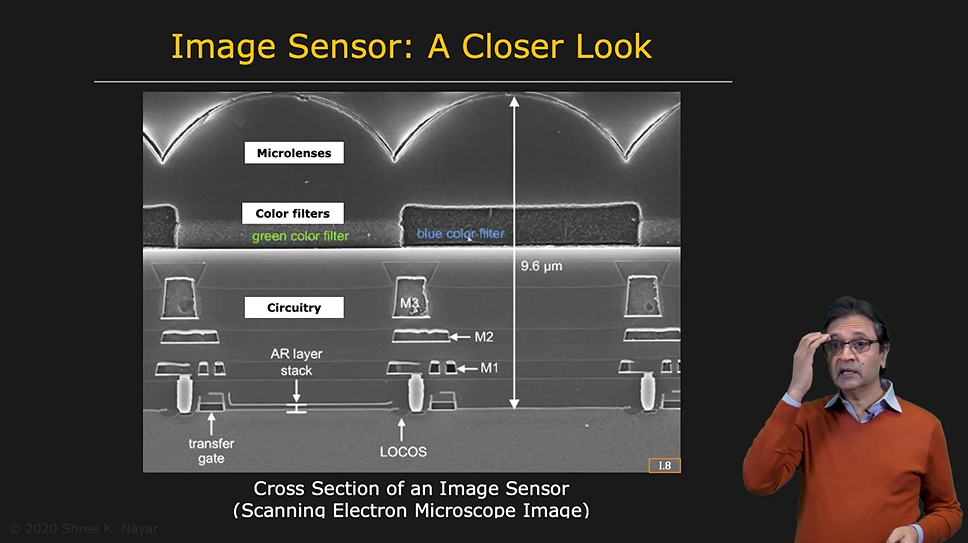 Image Sensor: A Closer Look
Microlenses
Color filters
green color filter
blue color filter
9.6 µm
Circuitry
M3
M2
AR layer
stack
M1
transfer
gate
LOCOS
1.8
Cross Section of an Image Sensor
(Scanning Electron Microscope Image)
© 2020 Shree K. Nayar